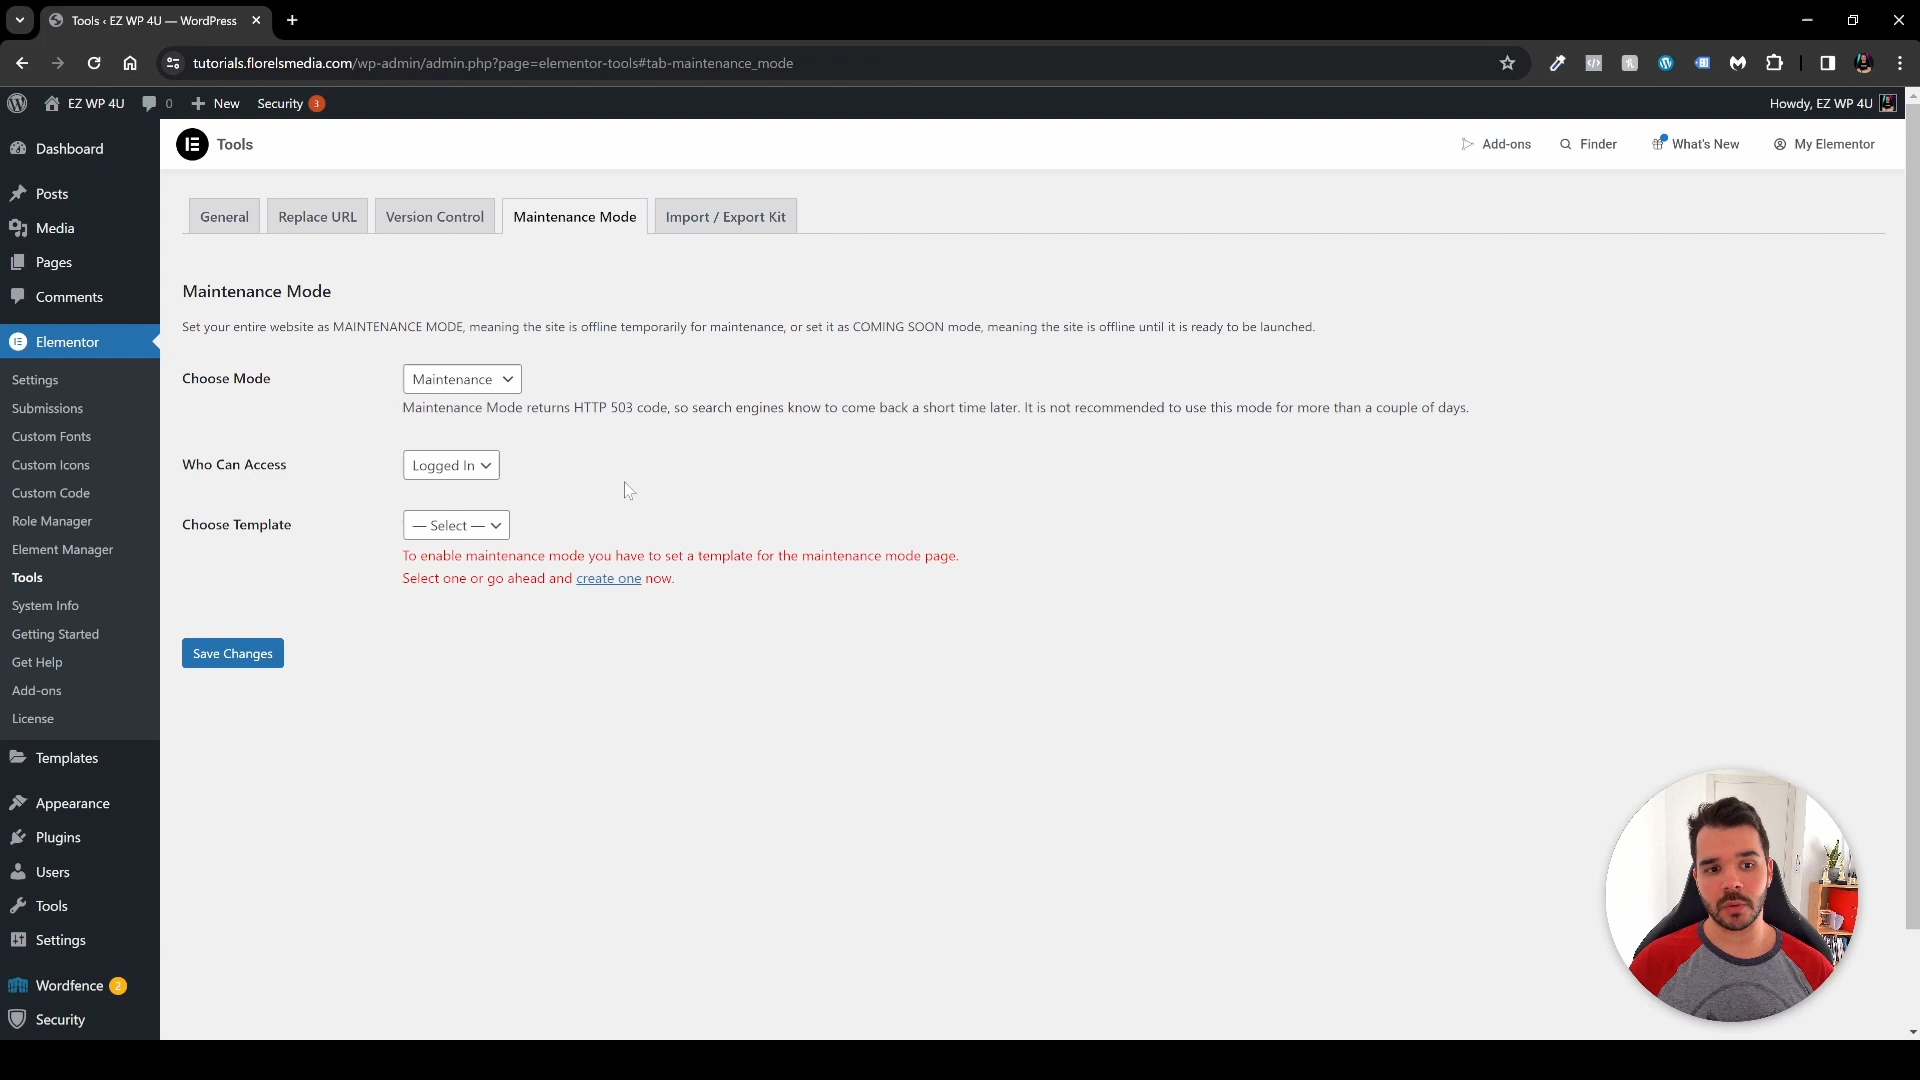 Tools ‹ EZ WP 4U — WordPress
tutorials.florelsmedia.com/wp-admin/admin.php?page=elementor-tools#tab-maintenance_mode
EZ WP 4U 0 New Security 3
Howdy, EZ WP 4U
Dashboard
Posts
Media
Pages
Comments
Elementor
Settings
Submissions
Custom Fonts
Custom Icons
Custom Code
Role Manager
Element Manager
Tools
System Info
Getting Started
Get Help
Add-ons
License
Templates
Appearance
Plugins
Users
Tools
Settings
Wordfence 2
Security
Tools
Add-ons Finder What's New My Elementor
General Replace URL Version Control Maintenance Mode Import / Export Kit
Maintenance Mode
Set your entire website as MAINTENANCE MODE, meaning the site is offline temporarily for maintenance, or set it as COMING SOON mode, meaning the site is offline until it is ready to be launched.
Choose Mode Maintenance
Maintenance Mode returns HTTP 503 code, so search engines know to come back a short time later. It is not recommended to use this mode for more than a couple of days.
Who Can Access Logged In
Choose Template — Select —
To enable maintenance mode you have to set a template for the maintenance mode page.
Select one or go ahead and create one now.
Save Changes